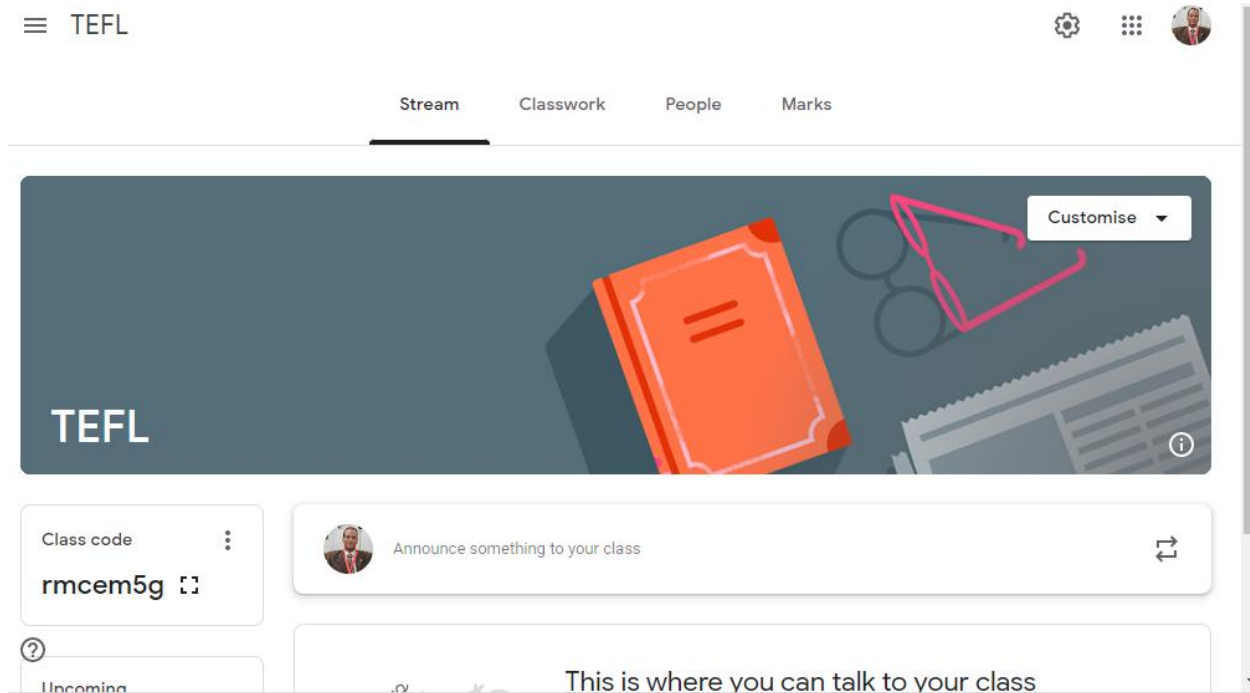 TEFL
Stream Classwork People Marks
Customise
TEFL
Class code
rmcem5g
Announce something to your class
Upcoming
This is where you can talk to your class